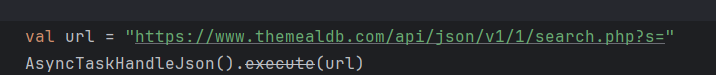 val url = "https://www.themealdb.com/api/json/v1/1/search.php?s="
AsyncTaskHandleJson().execute(url)